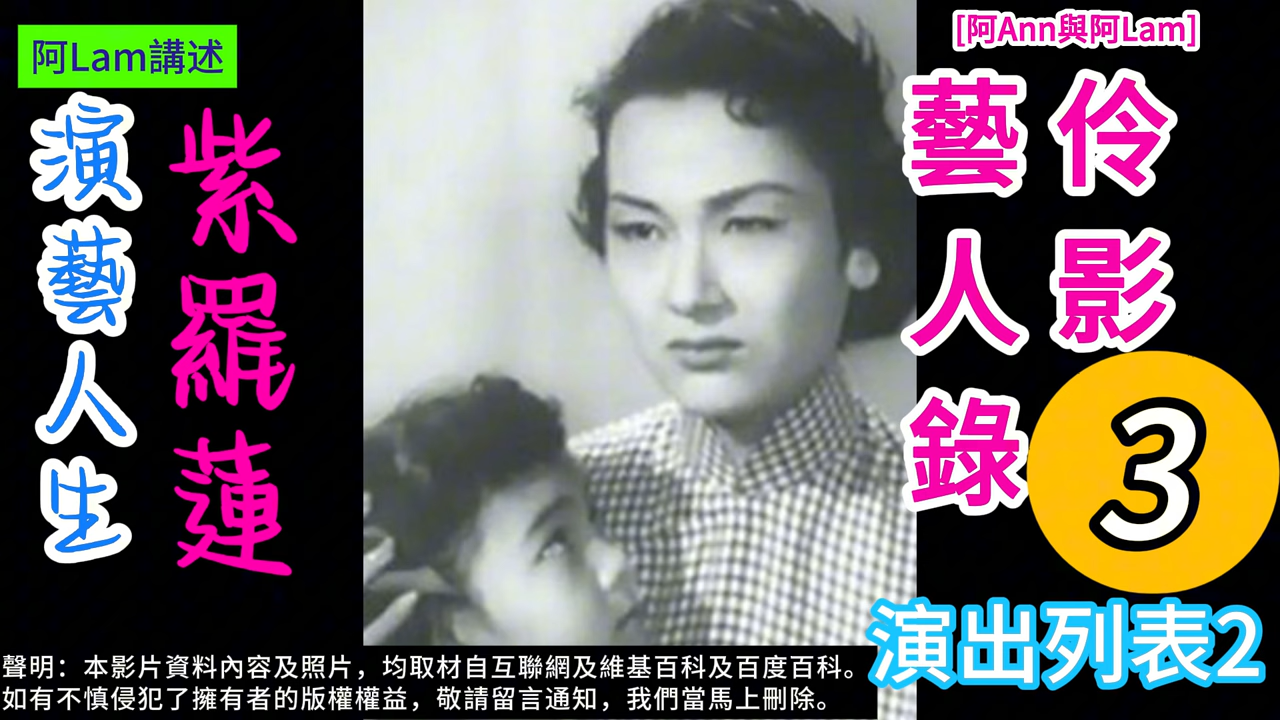 阿Lam講述
演藝人生
紫羅蓮
[阿Ann與阿Lam]
伶影
藝人錄
3
演出列表2
聲明：本影片資料內容及照片，均取材自互聯網及維基百科及百度百科。
如有不慎侵犯了擁有者的版權權益，敬請留言通知，我們當馬上刪除。